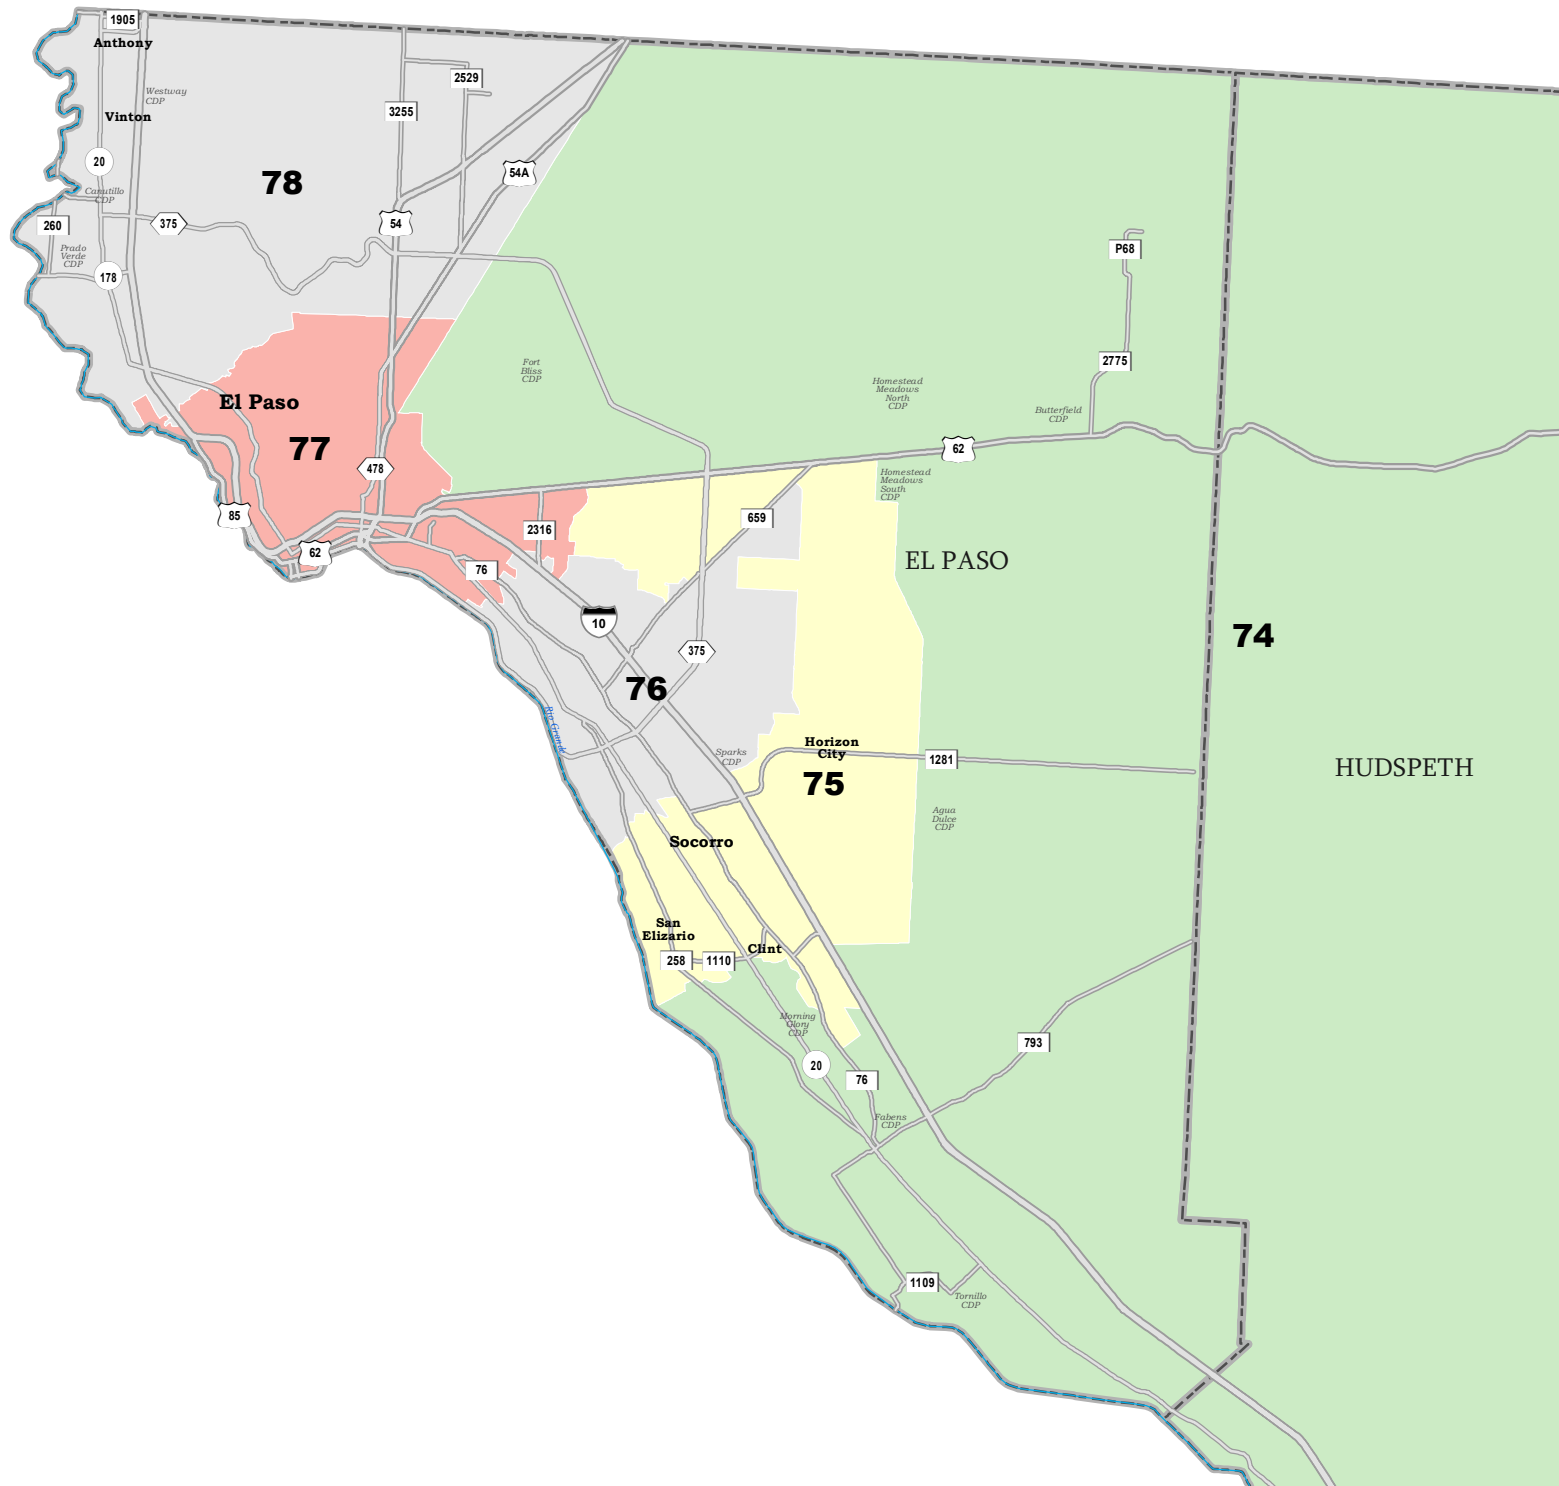 1905
Anthony
2529
Westway
CDP
3255
Vinton
20
54A
78
Canutillo
CDP
260
375
54
Prado
Verde
CDP
P68
178
2775
Fort
Bliss
CDP
Homestead
Meadows
North
CDP
El Paso
Butterfield
CDP
77
62
478
Homestead
Meadows
South
CDP
85
659
2316
62
EL PASO
76
10
74
375
76
Rio Grande
Horizon
City
Sparks
CDP
1281
HUDSPETH
75
Agua
Dulce
CDP
Socorro
San
Elizario
Clint
258
1110
Morning
Glory
CDP
793
20
76
Fabens
CDP
1109
Tornillo
CDP